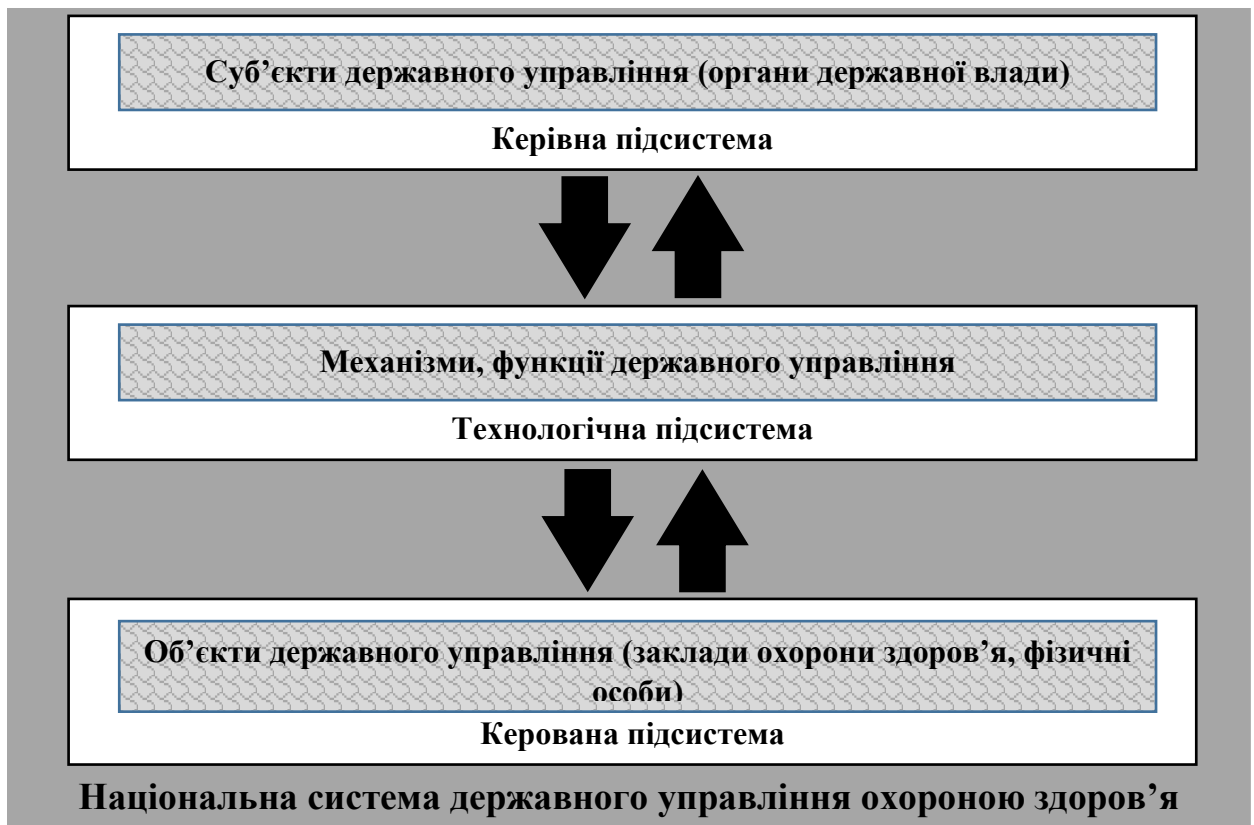 Суб’єкти державного управління (органи державної влади)
Керівна підсистема
Механізми, функції державного управління
Технологічна підсистема
Об’єкти державного управління (заклади охорони здоров’я, фізичні
особи)
Керована підсистема
Національна система державного управління охороною здоров’я